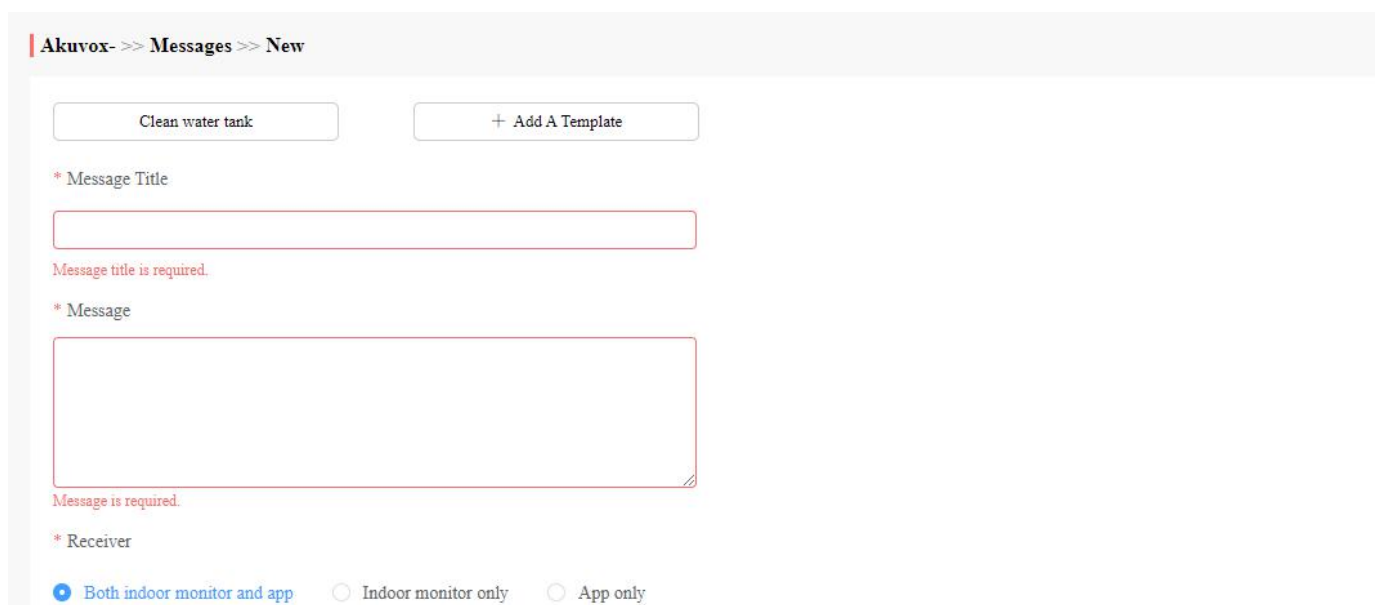 Akuvox- >> Messages >> New
Clean water tank + Add A Template
* Message Title
Message title is required.
* Message
Message is required.
* Receiver
Both indoor monitor and app Indoor monitor only App only